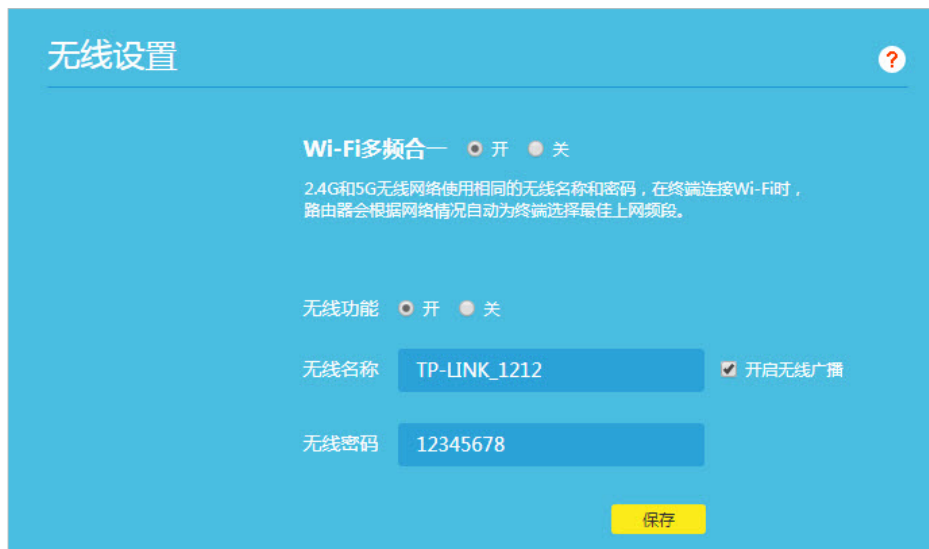 无线设置
?
Wi-Fi多频合一 开 关
2.4G和5G无线网络使用相同的无线名称和密码，在终端连接Wi-Fi时，
路由器会根据网络情况自动为终端选择最佳上网频段。
无线功能 开 关
无线名称 TP-LINK_1212 开启无线广播
无线密码 12345678
保存